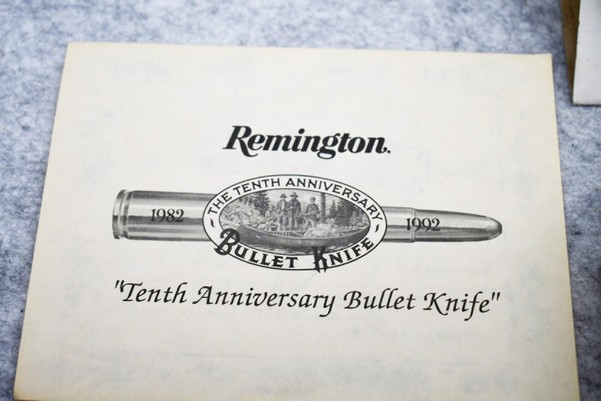 Remington.
THE TENTH ANNIVERSARY
1982
1992
BULLET KNIFE
"Tenth Anniversary Bullet Knife"